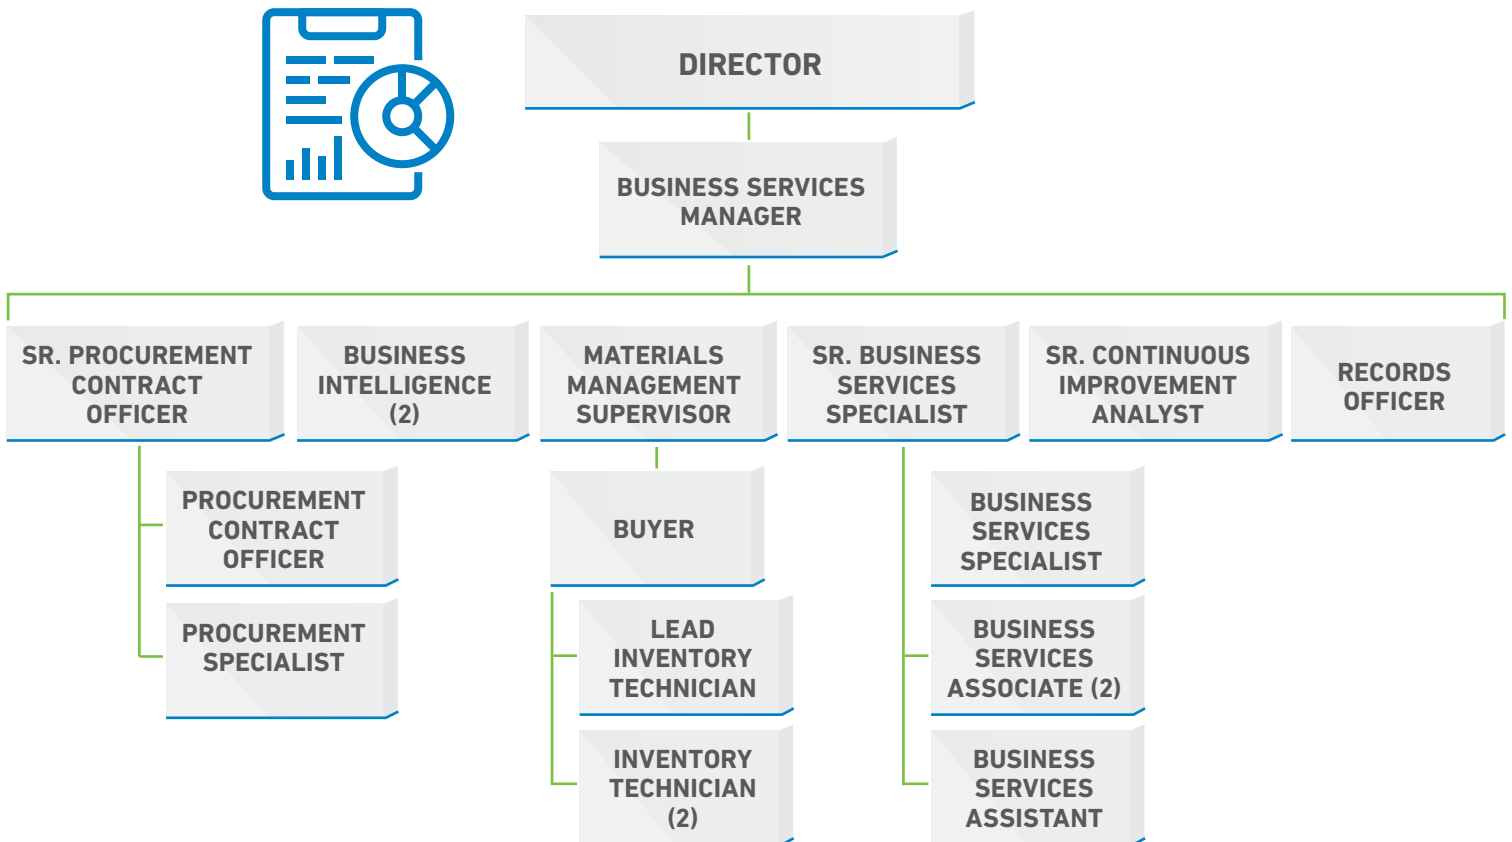 DIRECTOR
BUSINESS SERVICES
MANAGER
SR. PROCUREMENT
CONTRACT
OFFICER
BUSINESS
INTELLIGENCE
(2)
MATERIALS
MANAGEMENT
SUPERVISOR
SR. BUSINESS
SERVICES
SPECIALIST
SR. CONTINUOUS
IMPROVEMENT
ANALYST
RECORDS
OFFICER
PROCUREMENT
CONTRACT
OFFICER
PROCUREMENT
SPECIALIST
BUYER
LEAD
INVENTORY
TECHNICIAN
INVENTORY
TECHNICIAN
(2)
BUSINESS
SERVICES
SPECIALIST
BUSINESS
SERVICES
ASSOCIATE (2)
BUSINESS
SERVICES
ASSISTANT